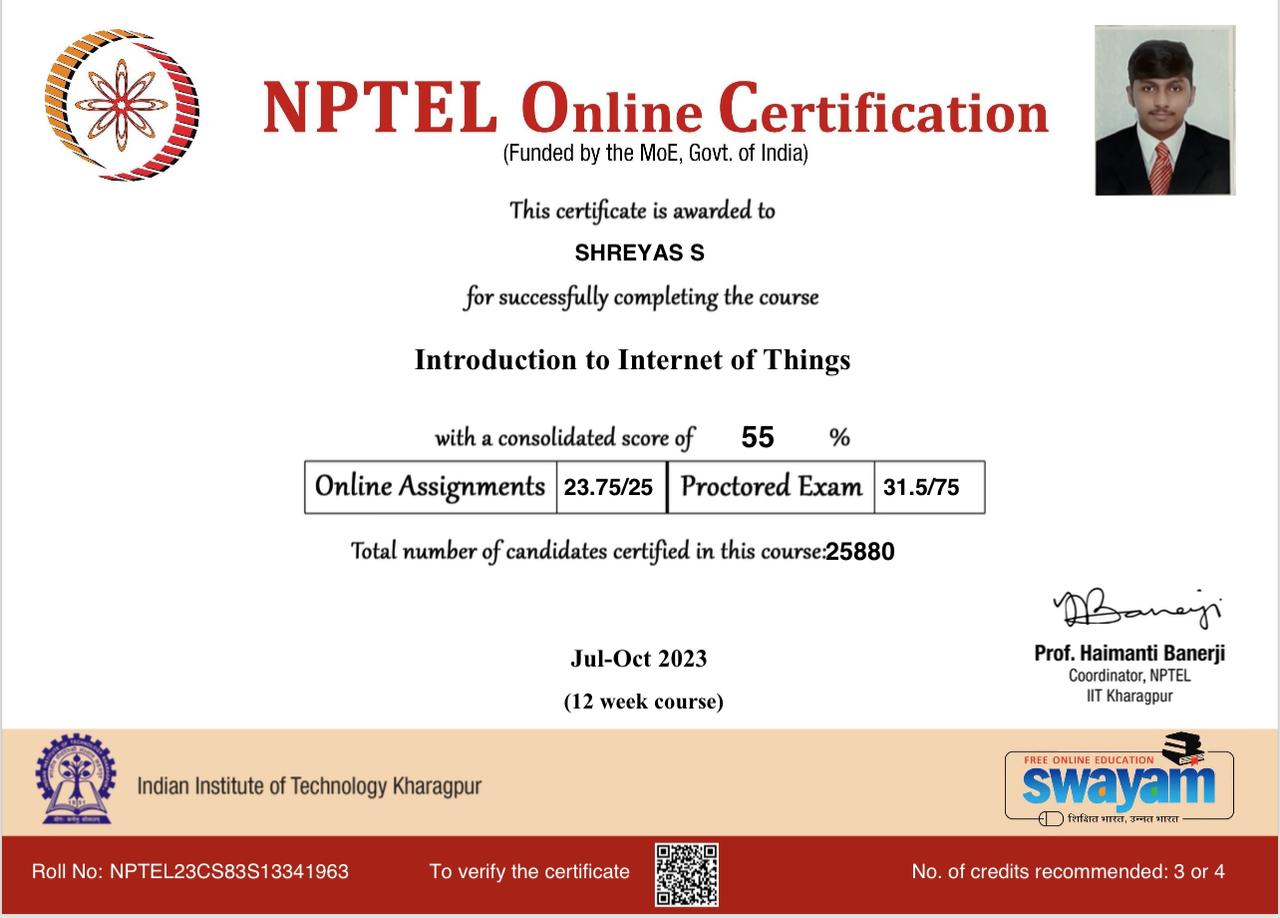 NPTEL Online Certification
(Funded by the MoE, Govt. of India)
This certificate is awarded to
SHREYAS S
for successfully completing the course
Introduction to Internet of Things
with a consolidated score of 55 %
Online Assignments 23.75/25 Proctored Exam 31.5/75
Total number of candidates certified in this course:25880
Jul-Oct 2023
(12 week course)
Prof. Haimanti Banerji
Coordinator, NPTEL
IIT Kharagpur
Indian Institute of Technology Kharagpur
FREE ONLINE EDUCATION
swayam
शिक्षित भारत, उन्नत भारत
Roll No: NPTEL23CS83S13341963 To verify the certificate No. of credits recommended: 3 or 4